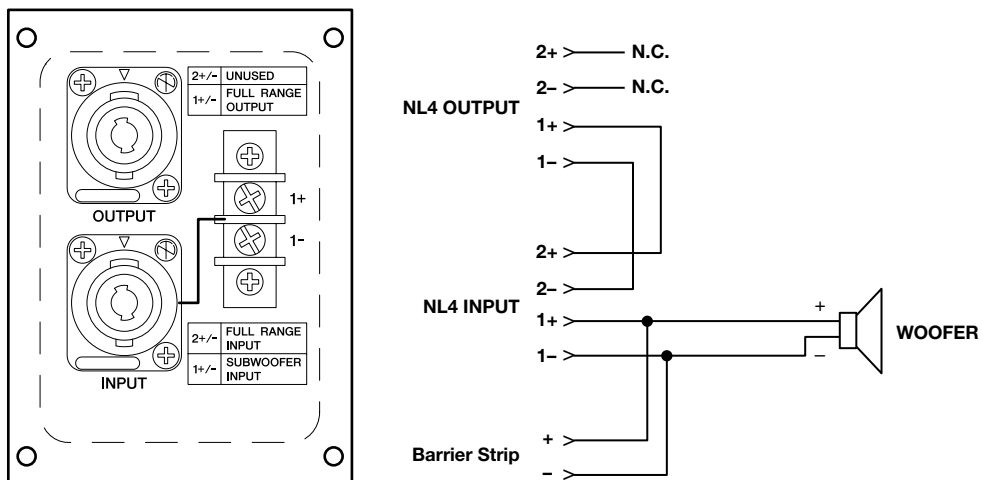 2+/- UNUSED
1+/- FULL RANGE
OUTPUT
OUTPUT
1+
1-
2+/- FULL RANGE
INPUT
1+/- SUBWOOFER
INPUT
INPUT
2+ N.C.
2– N.C.
NL4 OUTPUT
1+
1–
2+
2–
NL4 INPUT
1+
1–
+
–
WOOFER
Barrier Strip
+
–